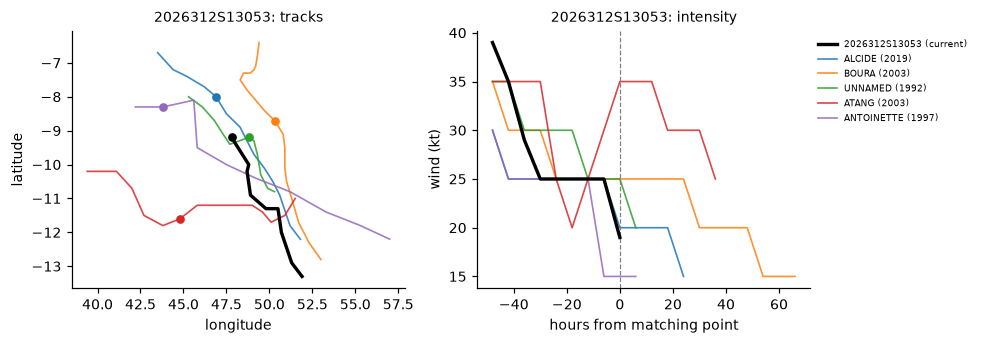 2026312S13053: tracks
latitude
−7
−8
−9
−10
−11
−12
−13
40.0
42.5
45.0
47.5
50.0
52.5
55.0
57.5
longitude
2026312S13053: intensity
wind (kt)
40
35
30
25
20
15
−40
−20
0
20
40
60
hours from matching point
2026312S13053 (current)
ALCIDE (2019)
BOURA (2003)
UNNAMED (1992)
ATANG (2003)
ANTOINETTE (1997)